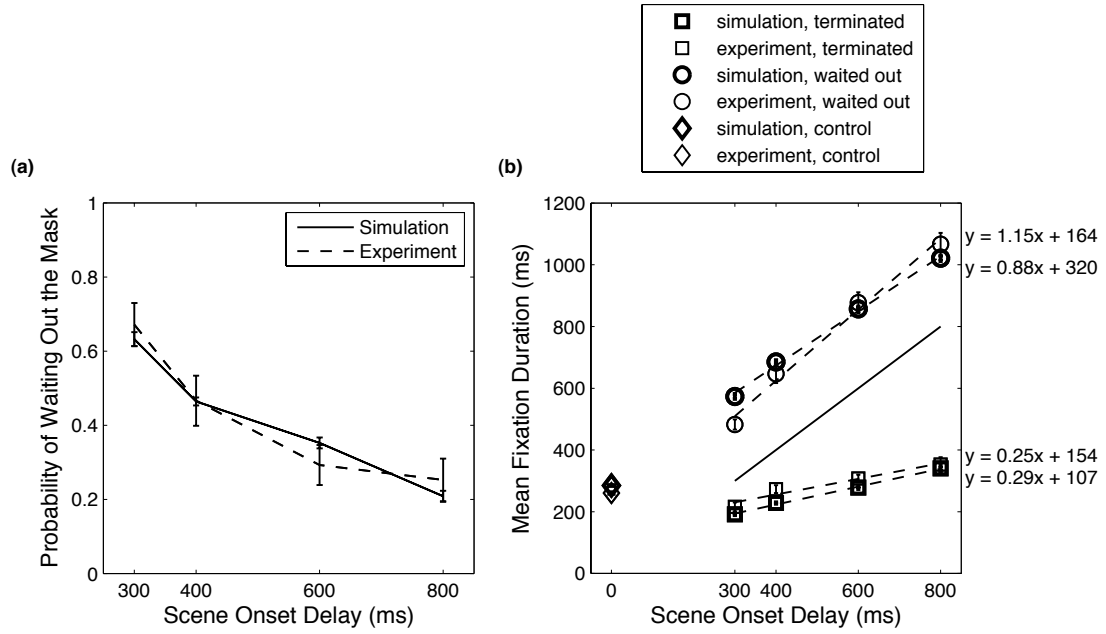 simulation, terminated
experiment, terminated
simulation, waited out
experiment, waited out
simulation, control
experiment, control
(a)
Probability of Waiting Out the Mask
1
0.8
0.6
0.4
0.2
0
Simulation
Experiment
300
400
600
800
Scene Onset Delay (ms)
(b)
Mean Fixation Duration (ms)
1200
1000
800
600
400
200
0
y = 1.15x + 164
y = 0.88x + 320
y = 0.25x + 154
y = 0.29x + 107
0
300
400
600
800
Scene Onset Delay (ms)